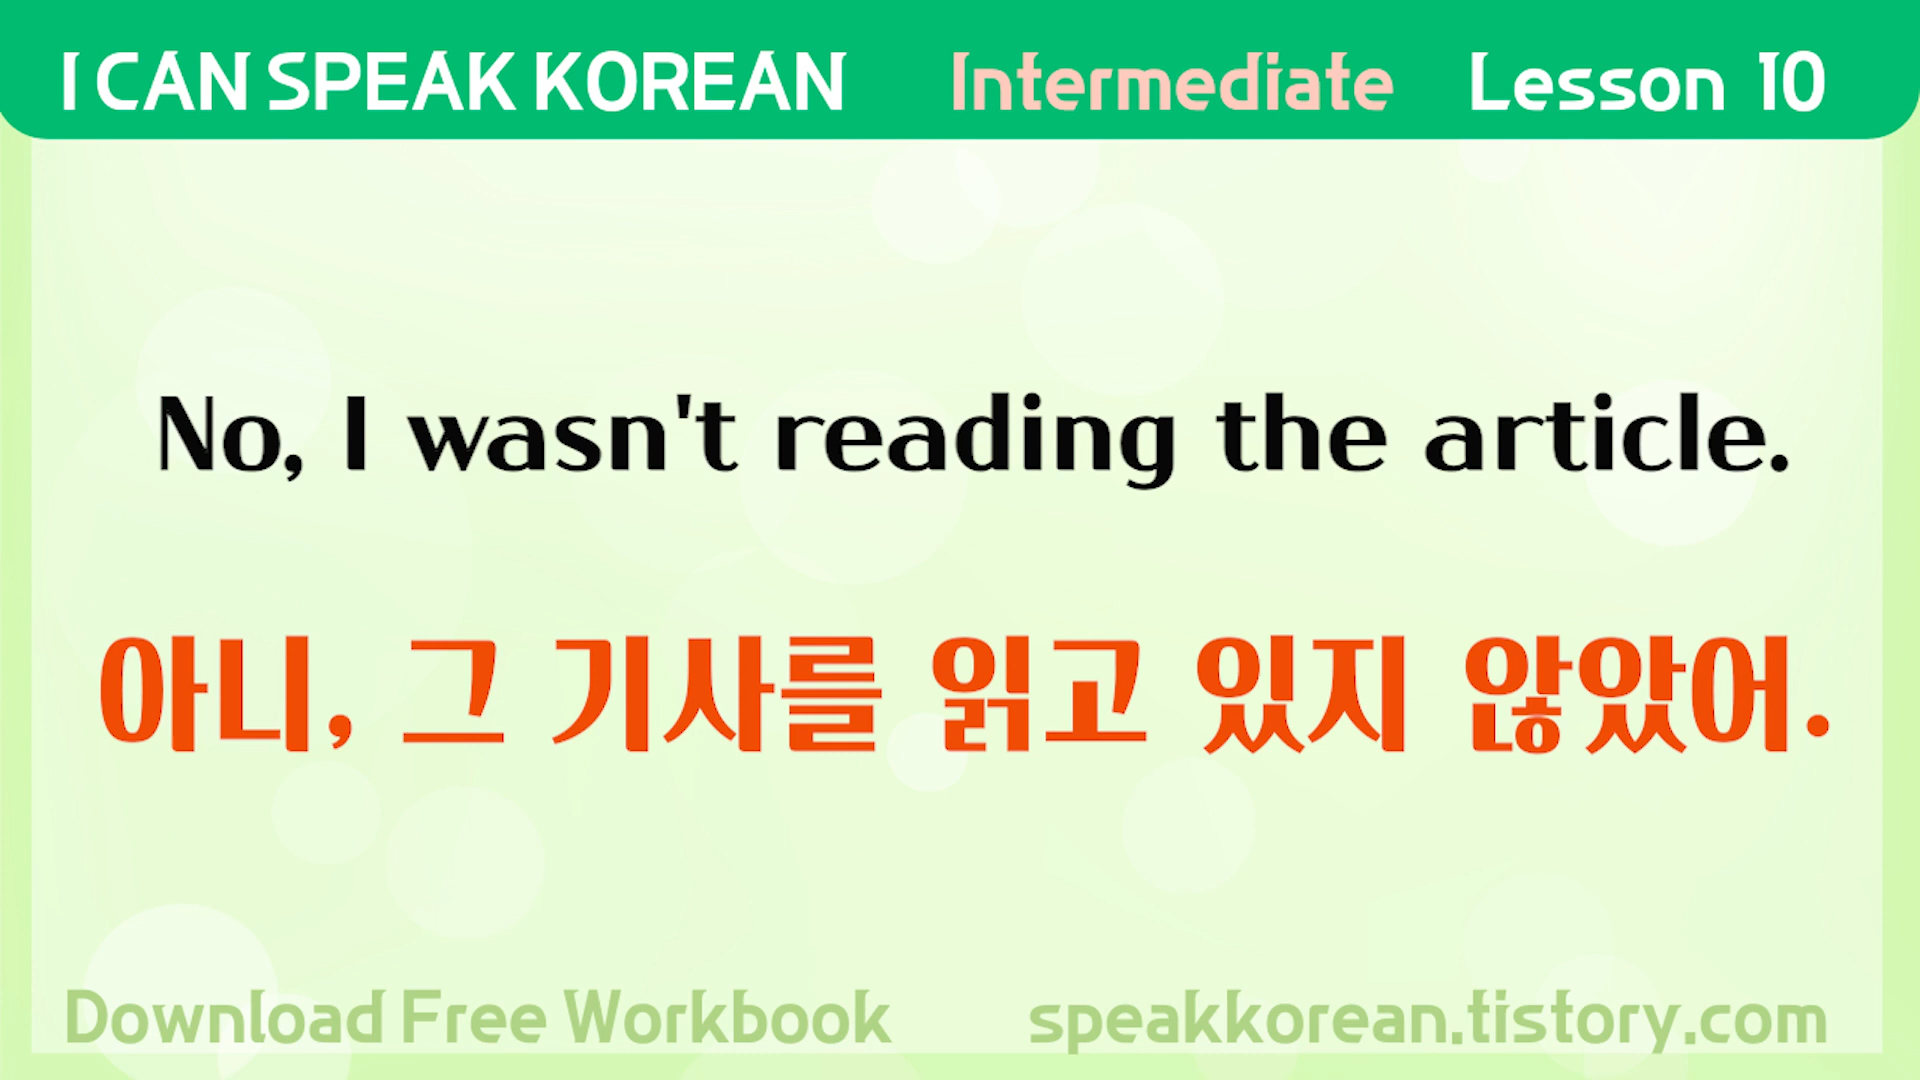 I CAN SPEAK KOREAN Intermediate Lesson 10
No, I wasn't reading the article.
아니, 그 기사를 읽고 있지 않았어.
Download Free Workbook speakkorean.tistory.com